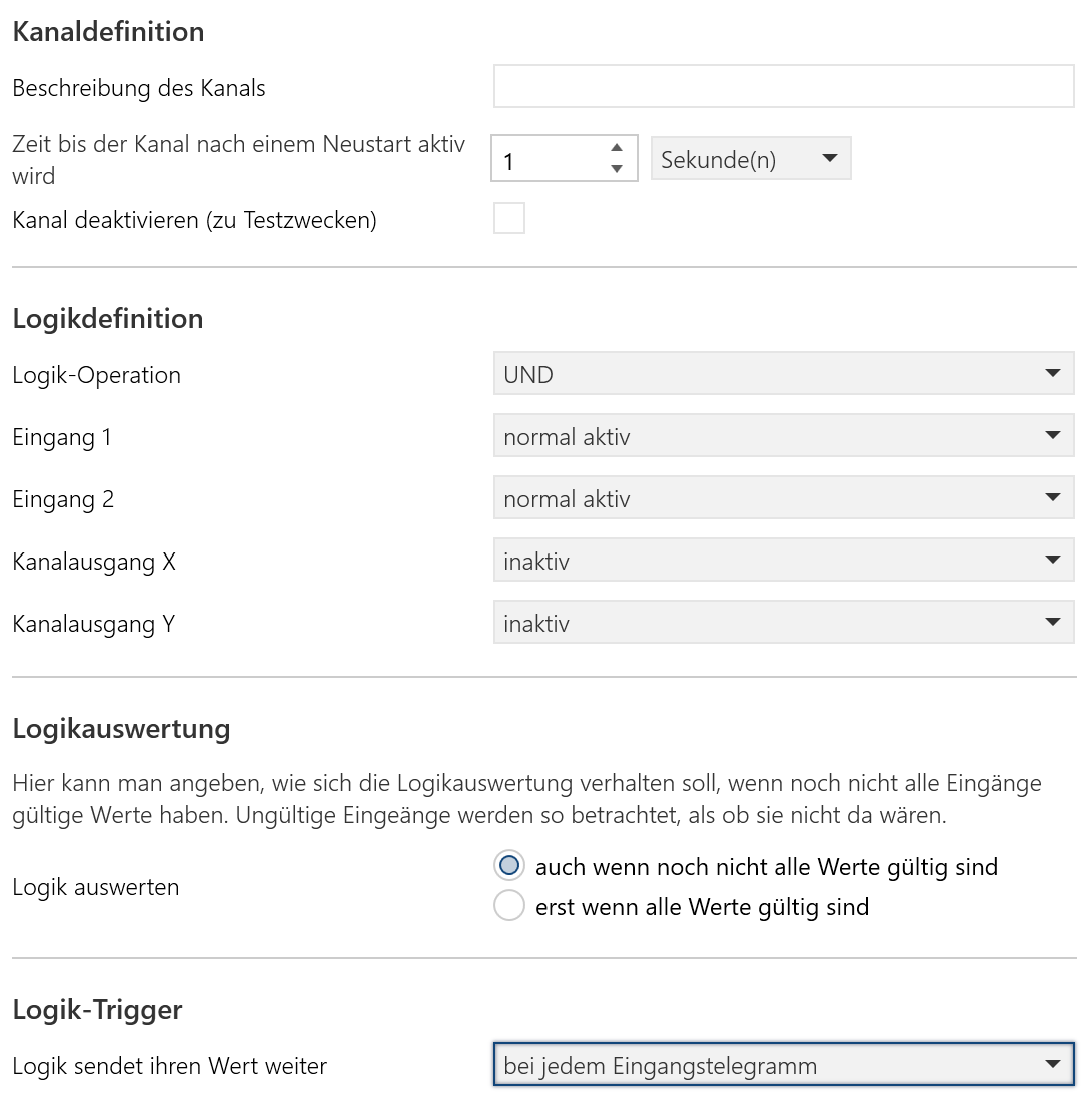 Kanaldefinition
Beschreibung des Kanals
Zeit bis der Kanal nach einem Neustart aktiv
wird
1 Sekunde(n)
Kanal deaktivieren (zu Testzwecken)
Logikdefinition
Logik-Operation UND
Eingang 1 normal aktiv
Eingang 2 normal aktiv
Kanalausgang X inaktiv
Kanalausgang Y inaktiv
Logikauswertung
Hier kann man angeben, wie sich die Logikauswertung verhalten soll, wenn noch nicht alle Eingänge
gültige Werte haben. Ungültige Eingeänge werden so betrachtet, als ob sie nicht da wären.
Logik auswerten
auch wenn noch nicht alle Werte gültig sind
erst wenn alle Werte gültig sind
Logik-Trigger
Logik sendet ihren Wert weiter bei jedem Eingangstelegramm